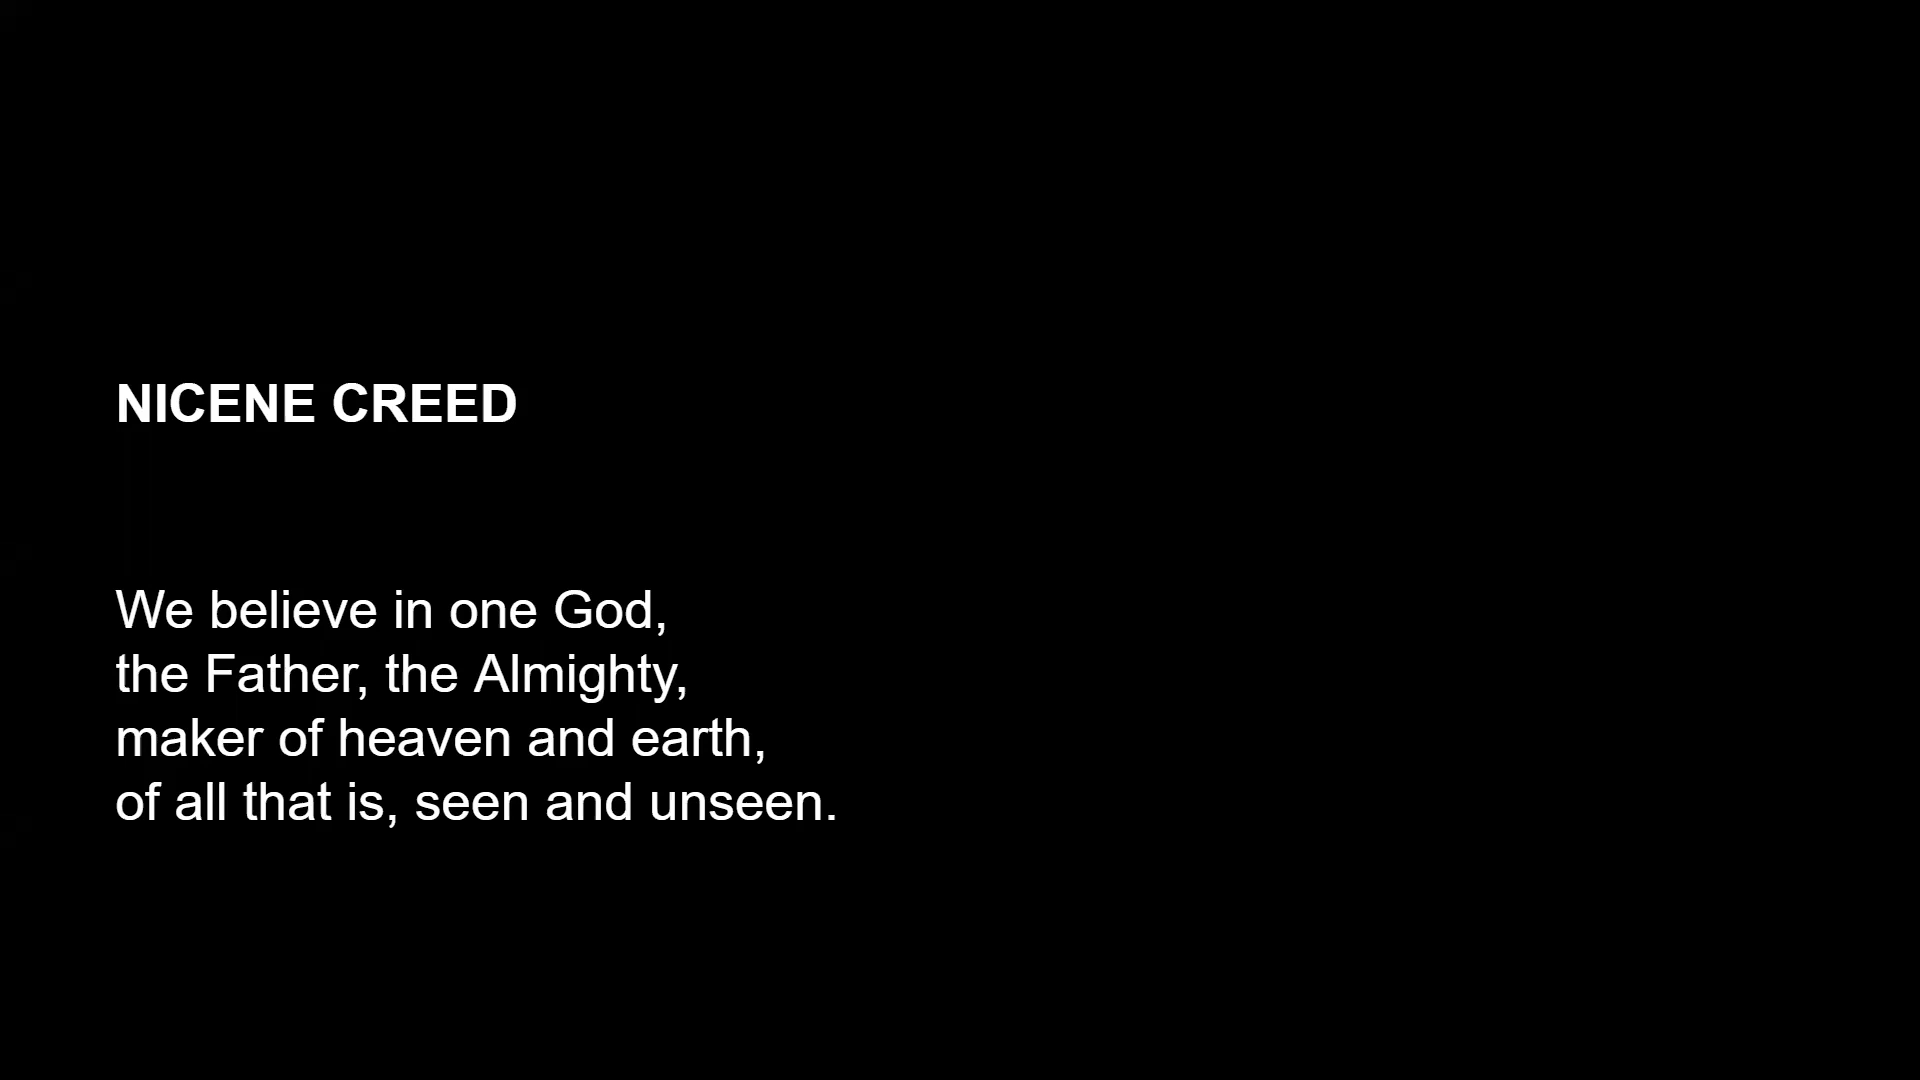 NICENE CREED
We believe in one God,
the Father, the Almighty,
maker of heaven and earth,
of all that is, seen and unseen.